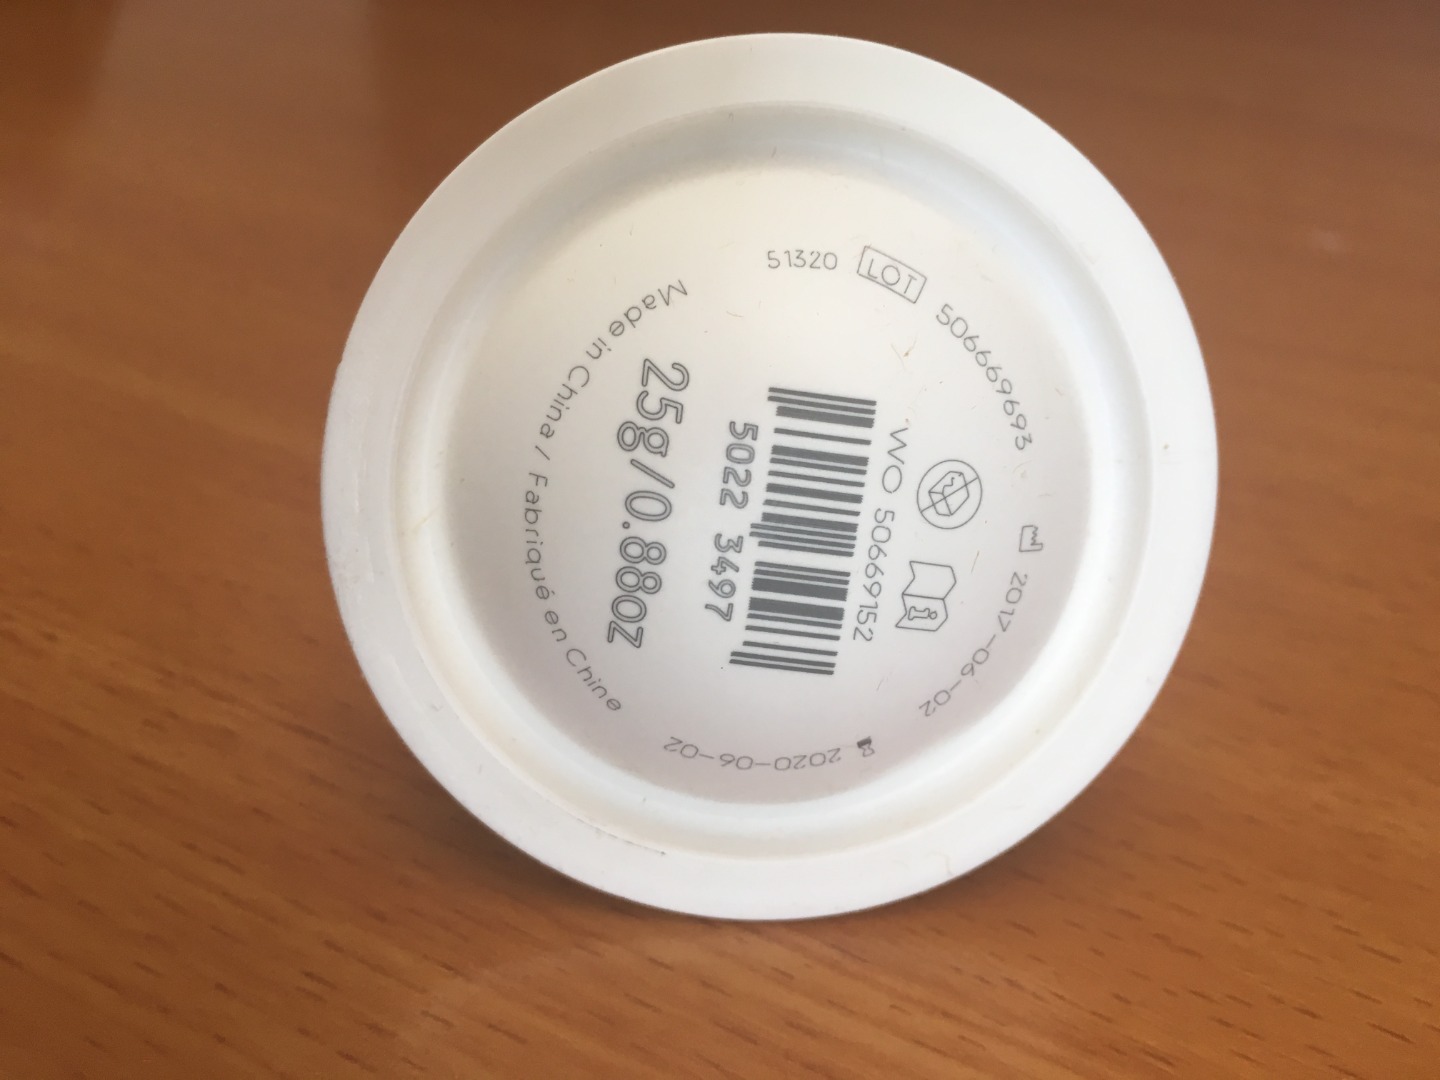 51320 LOT 5066669693
2017-06-02
2020-06-02
WO 50669152
5022 3497
25g/0.88oz
Made in China / Fabriqué en Chine